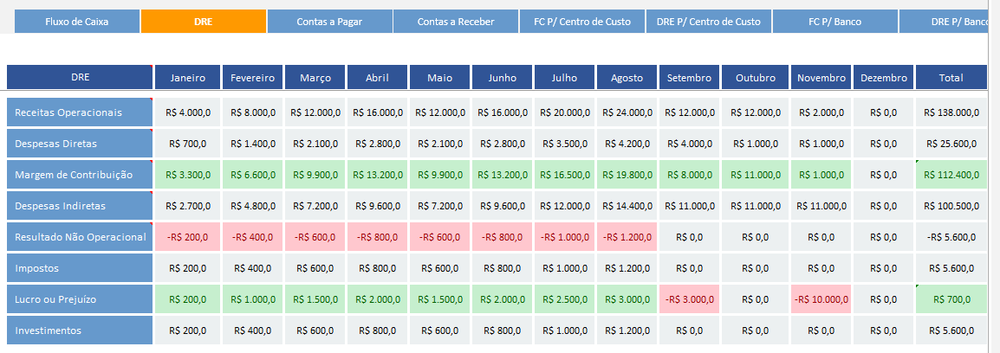 Fluxo de Caixa DRE Contas a Pagar Contas a Receber FC P/ Centro de Custo DRE P/ Centro de Custo FC P/ Banco DRE P/ Banco
DRE Janeiro Fevereiro Março Abril Maio Junho Julho Agosto Setembro Outubro Novembro Dezembro Total
Receitas Operacionais R$ 4.000,0 R$ 8.000,0 R$ 12.000,0 R$ 16.000,0 R$ 12.000,0 R$ 16.000,0 R$ 20.000,0 R$ 24.000,0 R$ 12.000,0 R$ 12.000,0 R$ 2.000,0 R$ 0,0 R$ 138.000,0
Despesas Diretas R$ 700,0 R$ 1.400,0 R$ 2.100,0 R$ 2.800,0 R$ 2.100,0 R$ 2.800,0 R$ 3.500,0 R$ 4.200,0 R$ 4.000,0 R$ 1.000,0 R$ 1.000,0 R$ 0,0 R$ 25.600,0
Margem de Contribuição R$ 3.300,0 R$ 6.600,0 R$ 9.900,0 R$ 13.200,0 R$ 9.900,0 R$ 13.200,0 R$ 16.500,0 R$ 19.800,0 R$ 8.000,0 R$ 11.000,0 R$ 1.000,0 R$ 0,0 R$ 112.400,0
Despesas Indiretas R$ 2.700,0 R$ 4.800,0 R$ 7.200,0 R$ 9.600,0 R$ 7.200,0 R$ 9.600,0 R$ 12.000,0 R$ 14.400,0 R$ 11.000,0 R$ 11.000,0 R$ 11.000,0 R$ 0,0 R$ 100.500,0
Resultado Não Operacional -R$ 200,0 -R$ 400,0 -R$ 600,0 -R$ 800,0 -R$ 600,0 -R$ 800,0 -R$ 1.000,0 -R$ 1.200,0 R$ 0,0 R$ 0,0 R$ 0,0 R$ 0,0 -R$ 5.600,0
Impostos R$ 200,0 R$ 400,0 R$ 600,0 R$ 800,0 R$ 600,0 R$ 800,0 R$ 1.000,0 R$ 1.200,0 R$ 0,0 R$ 0,0 R$ 0,0 R$ 0,0 R$ 5.600,0
Lucro ou Prejuízo R$ 200,0 R$ 1.000,0 R$ 1.500,0 R$ 2.000,0 R$ 1.500,0 R$ 2.000,0 R$ 2.500,0 R$ 3.000,0 -R$ 3.000,0 R$ 0,0 -R$ 10.000,0 R$ 0,0 R$ 700,0
Investimentos R$ 200,0 R$ 400,0 R$ 600,0 R$ 800,0 R$ 600,0 R$ 800,0 R$ 1.000,0 R$ 1.200,0 R$ 0,0 R$ 0,0 R$ 0,0 R$ 0,0 R$ 5.600,0